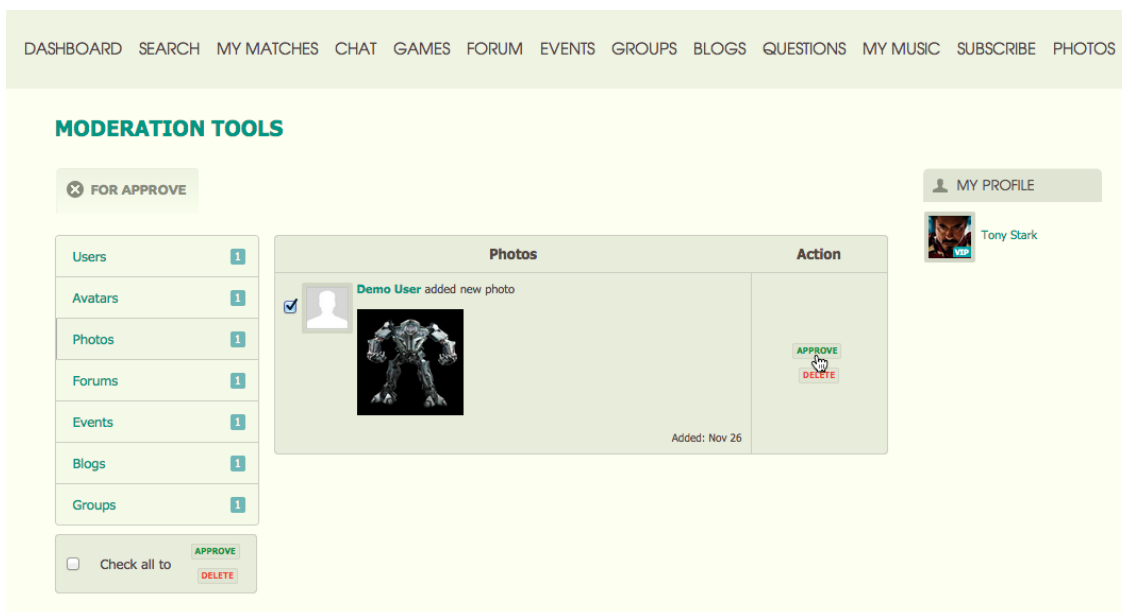 DASHBOARD SEARCH MY MATCHES CHAT GAMES FORUM EVENTS GROUPS BLOGS QUESTIONS MY MUSIC SUBSCRIBE PHOTOS
MODERATION TOOLS
FOR APPROVE
MY PROFILE
Tony Stark
VIP
Users 1
Avatars 1
Photos 1
Forums 1
Events 1
Blogs 1
Groups 1
Check all to
APPROVE
DELETE
Photos Action
Demo User added new photo
APPROVE
DELETE
Added: Nov 26